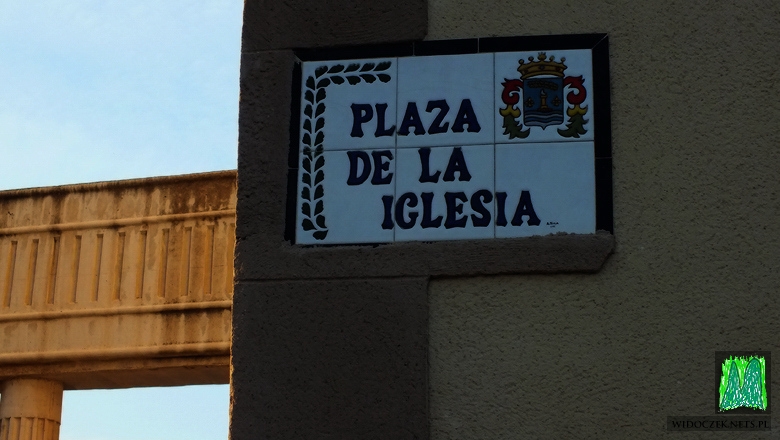 PLAZA
DE LA
IGLESIA
WIDOCZEK.NETS.PL